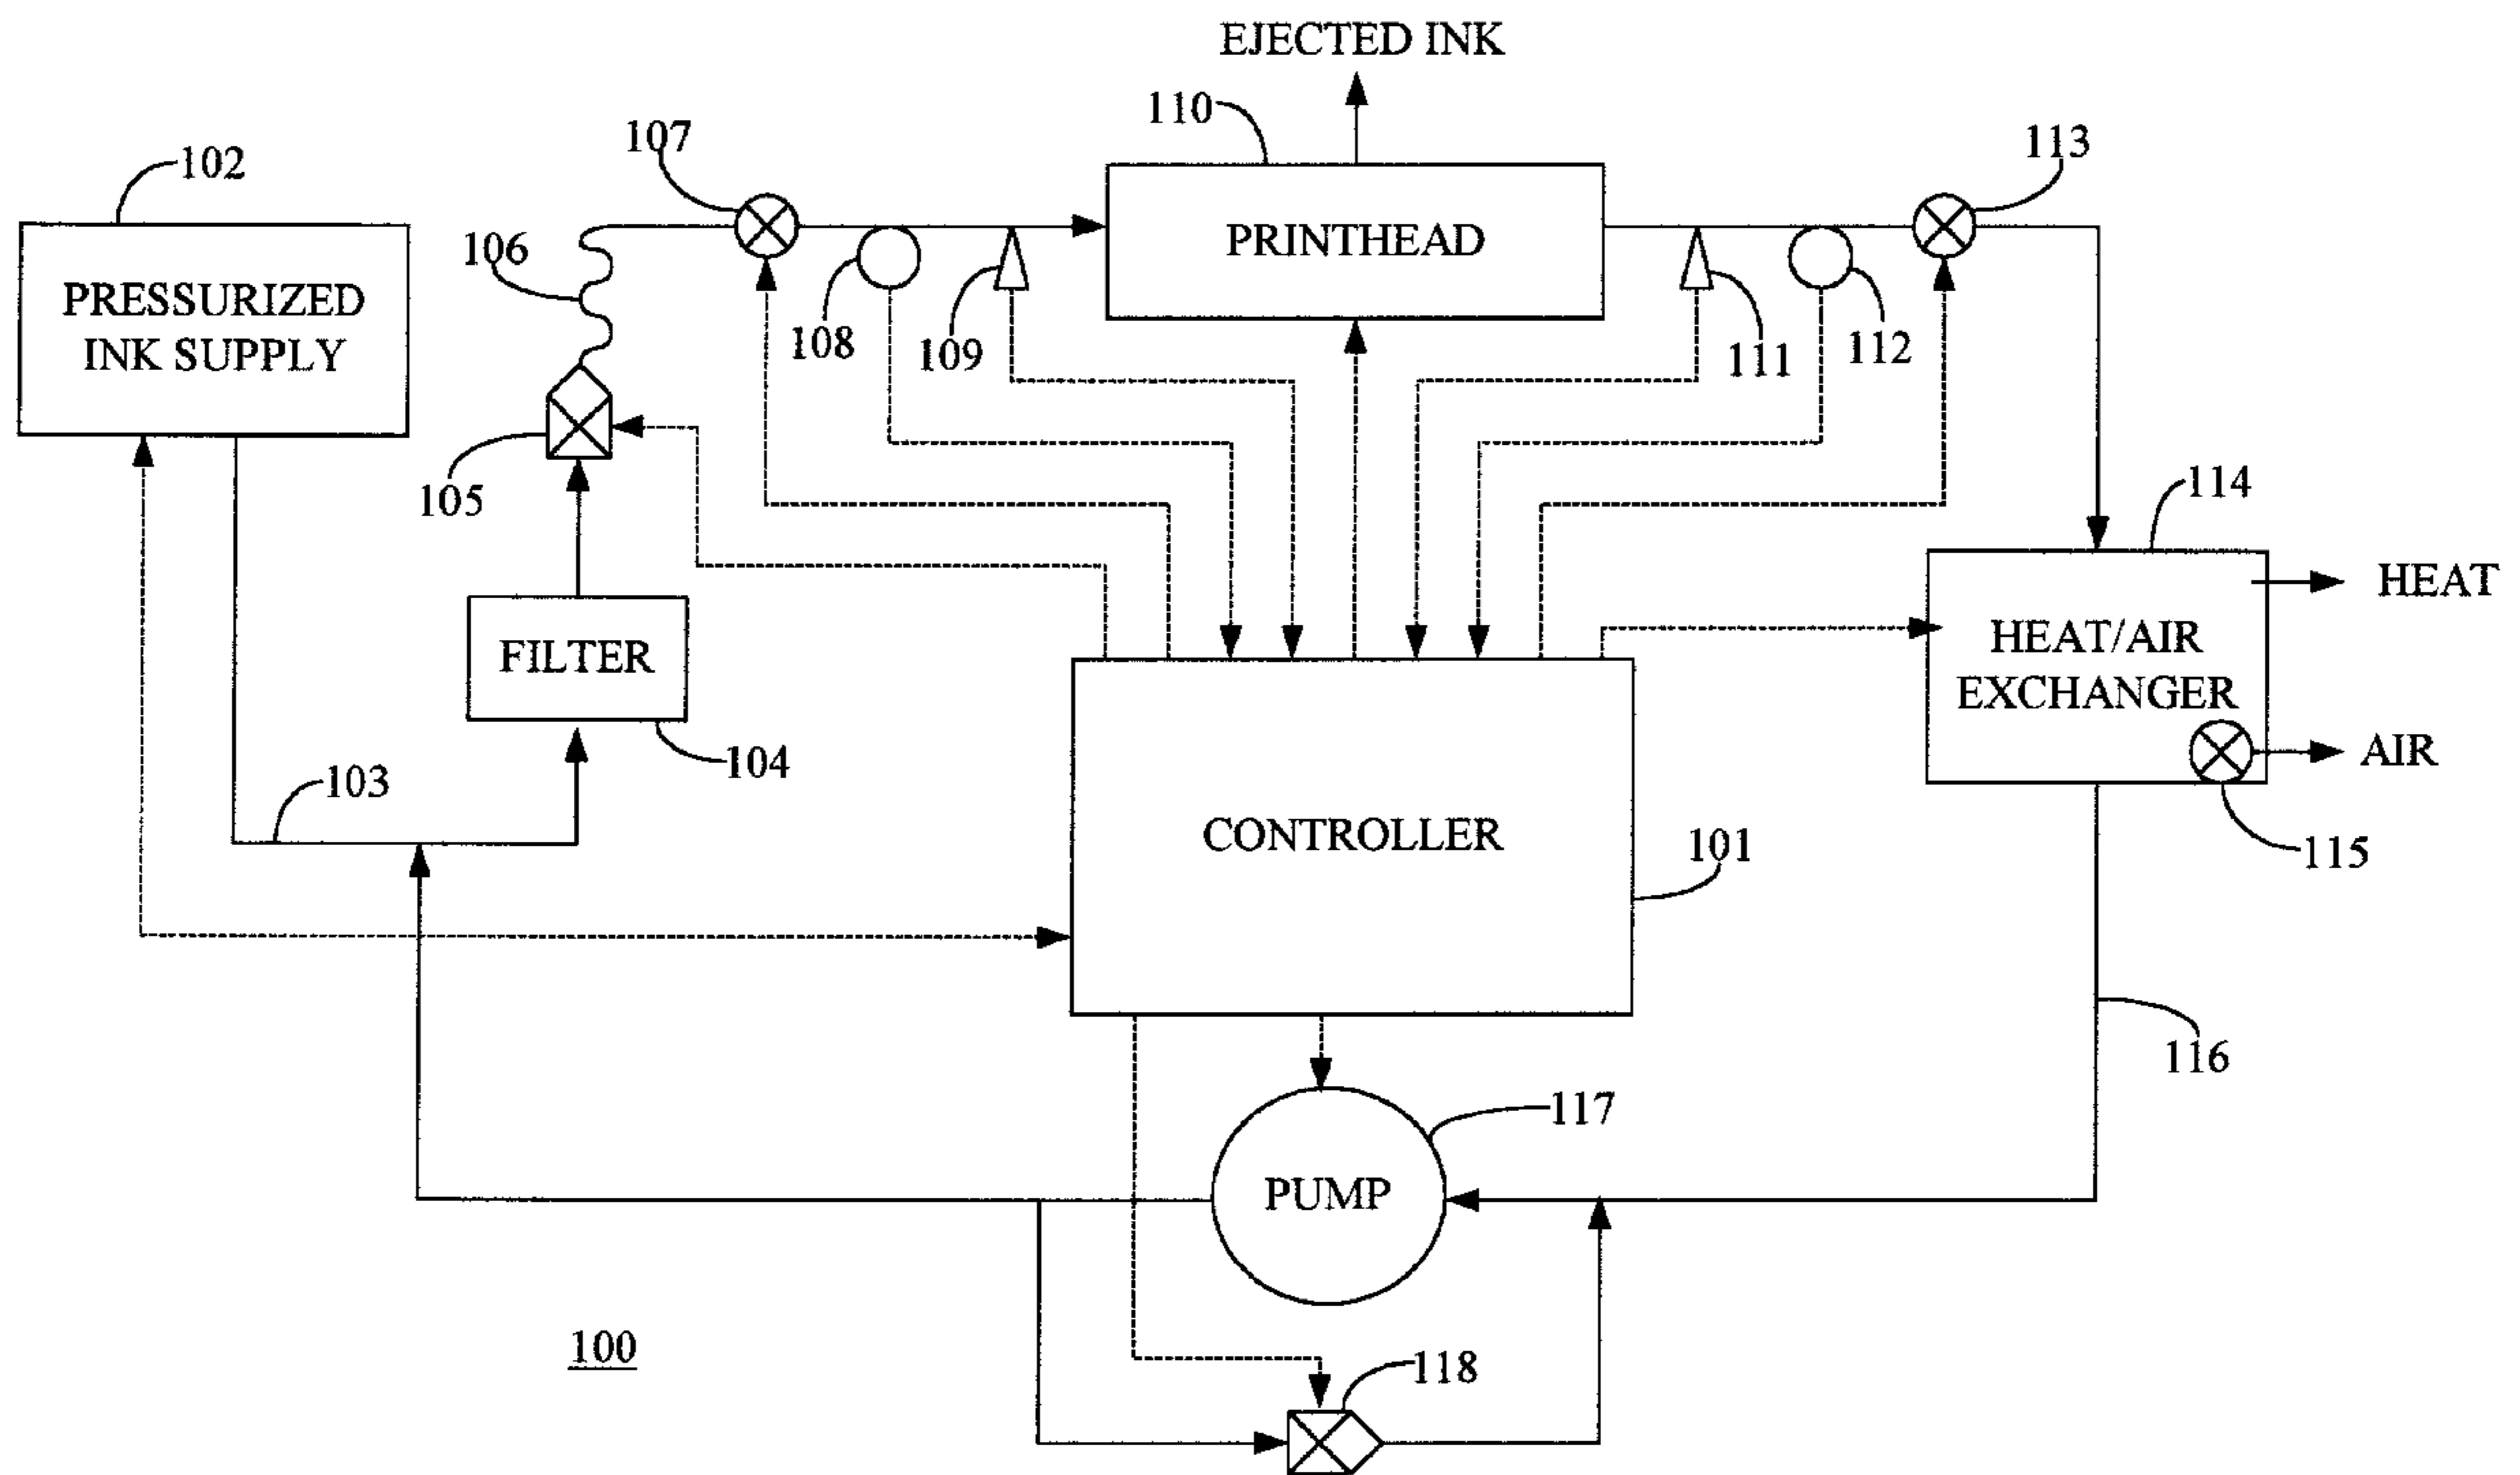 EJECTED INK
110
107
113
102
PRINTHEAD
106
PRESSURIZED
INK SUPPLY
108
109
111
112
105
114
HEAT
FILTER
HEAT/AIR
EXCHANGER
104
AIR
103
CONTROLLER
101
115
116
117
PUMP
100
118